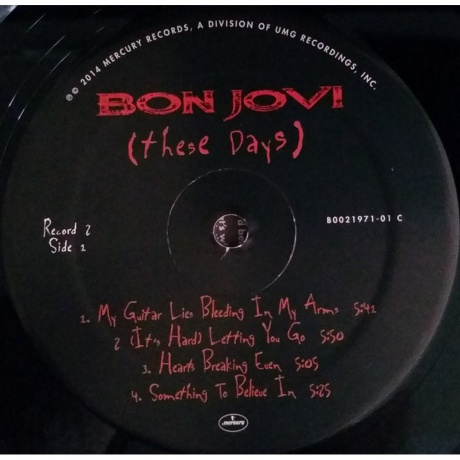 ℗© 2014 MERCURY RECORDS, A DIVISION OF UMG RECORDINGS, INC.
BON JOVI
(these Days)
Record 2
Side 1
B0021971-01 C
1. My Guitar Lies Bleeding In My Arms 5:41
2 (It's Hard) Letting You Go 5:50
3. Hearts Breaking Even 5:05
4. Something To Believe In 5:25
mercury